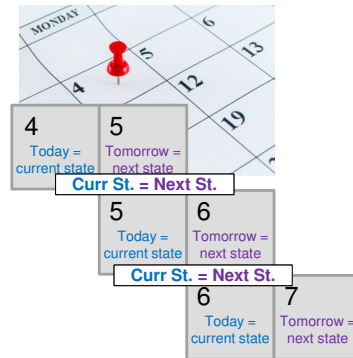 MONDAY
6
13
5
12
4
19
4 5
Today = Tomorrow =
current state next state
Curr St. = Next St.
5 6
Today = Tomorrow =
current state next state
Curr St. = Next St.
6 7
Today = Tomorrow =
current state next state